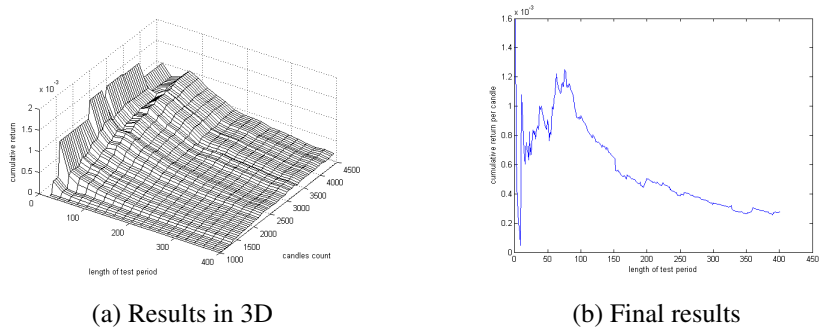 x 10⁻³
2
1.5
1
0.5
0
cumulative return
0
100
200
300
400
length of test period
1000
1500
2000
2500
3000
3500
4000
4500
candles count
(a) Results in 3D
x 10⁻³
1.6
1.4
1.2
1
0.8
0.6
0.4
0.2
0
cumulative return per candle
0 50 100 150 200 250 300 350 400 450
length of test period
(b) Final results